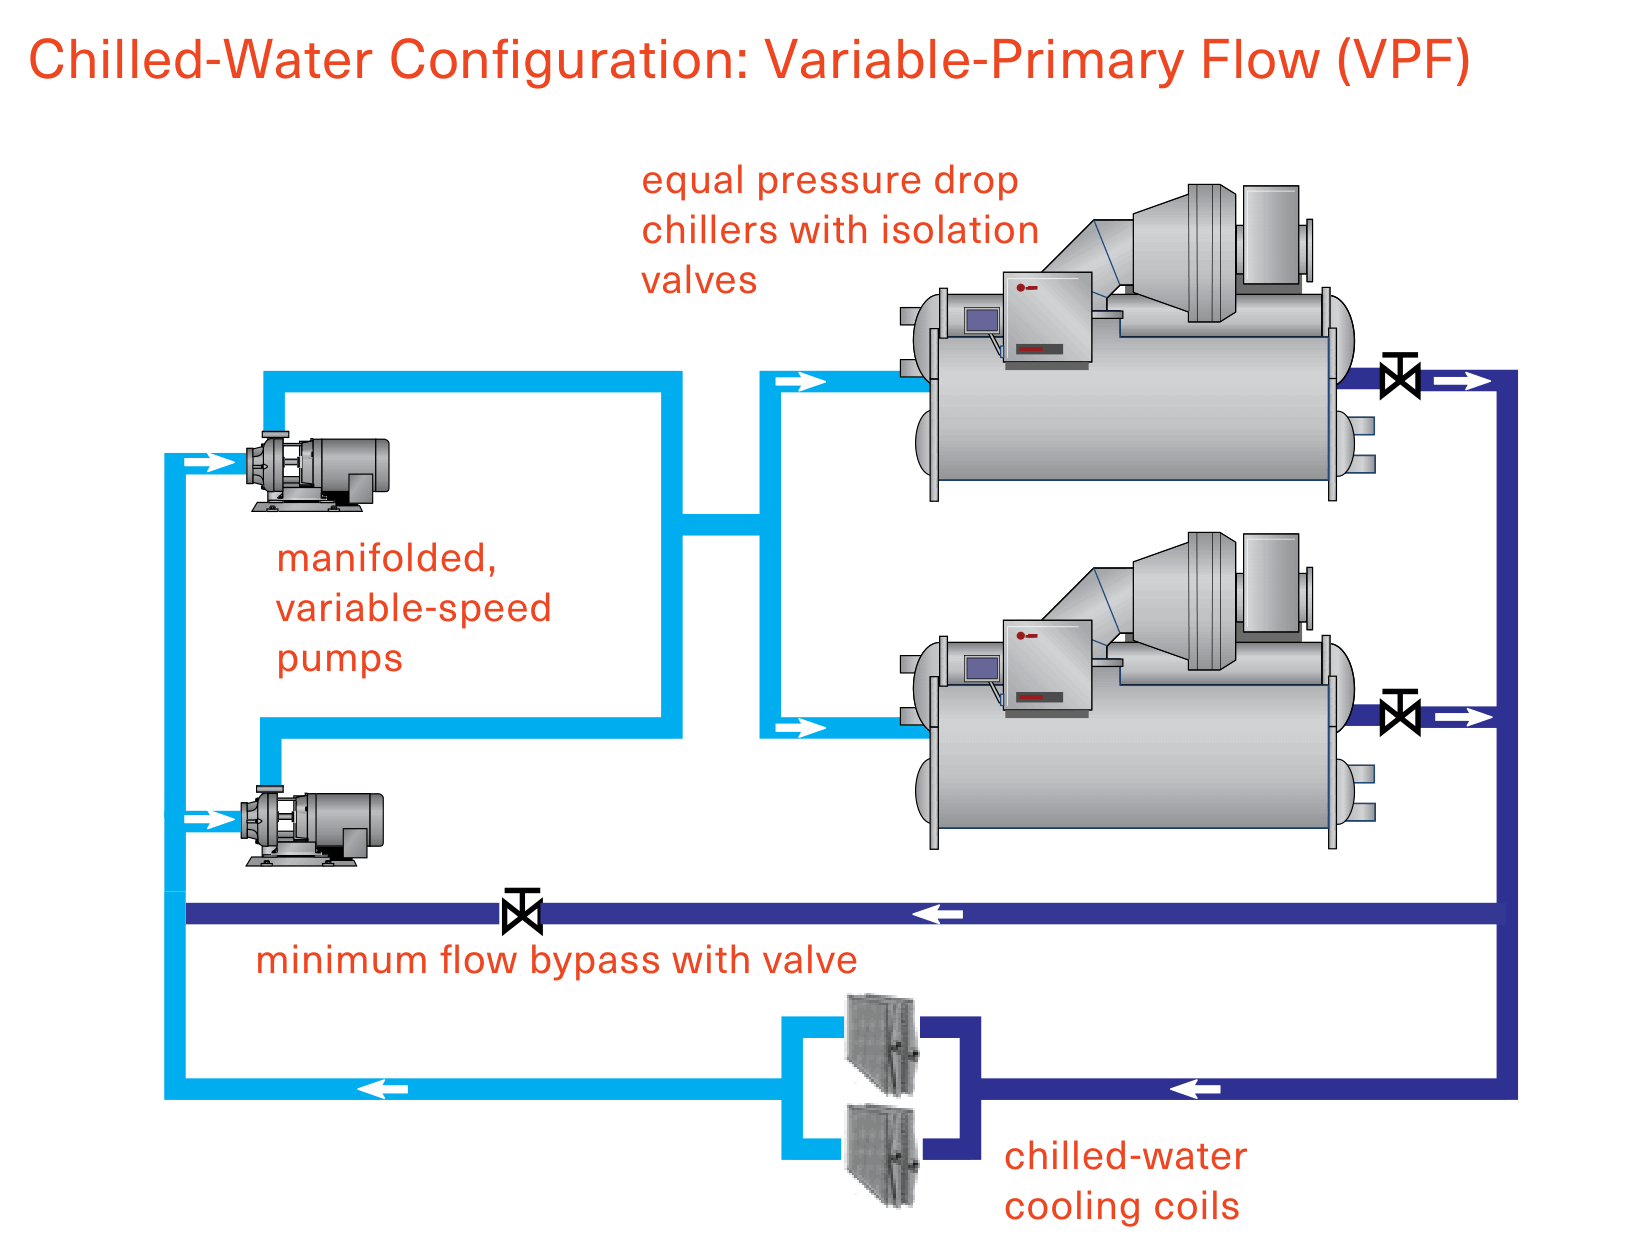 Chilled-Water Configuration: Variable-Primary Flow (VPF)
equal pressure drop
chillers with isolation
valves
manifolded,
variable-speed
pumps
minimum flow bypass with valve
chilled-water
cooling coils